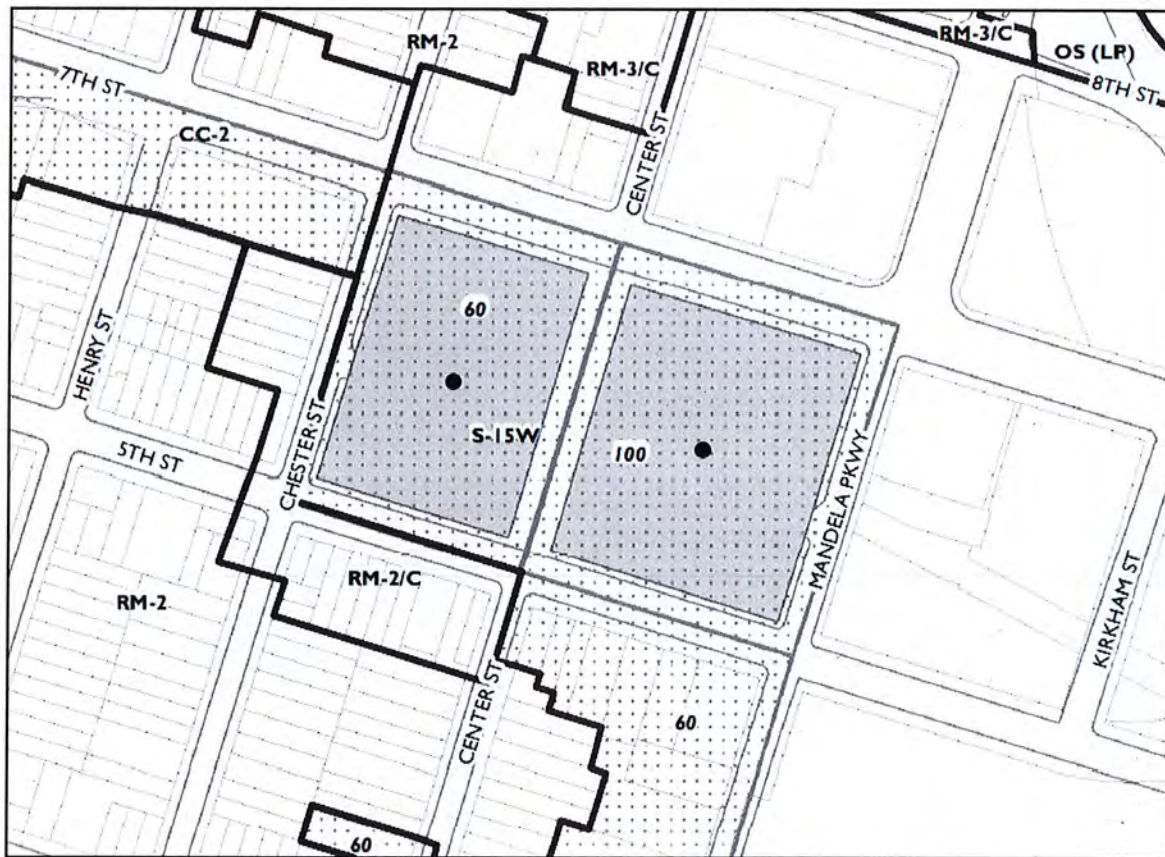 RM-2
RM-3/C
RM-3/C
OS (LP)
8TH ST
7TH ST
CC-2
CENTER ST
60
HENRY ST
S-15W
100
5TH ST
CHESTER ST
MANDELA PKWY
RM-2/C
RM-2
KIRKHAM ST
CENTER ST
60
60